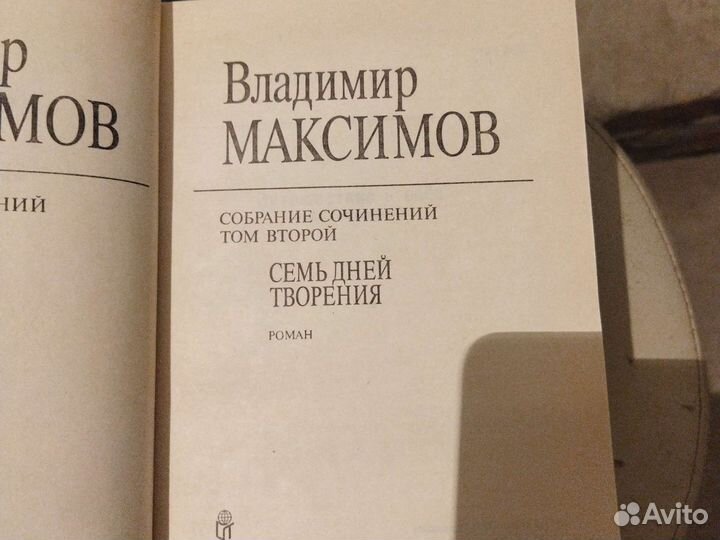 р
МОВ
НИЙ
Владимир
МАКСИМОВ
СОБРАНИЕ СОЧИНЕНИЙ
ТОМ ВТОРОЙ
СЕМЬ ДНЕЙ
ТВОРЕНИЯ
РОМАН
Avito